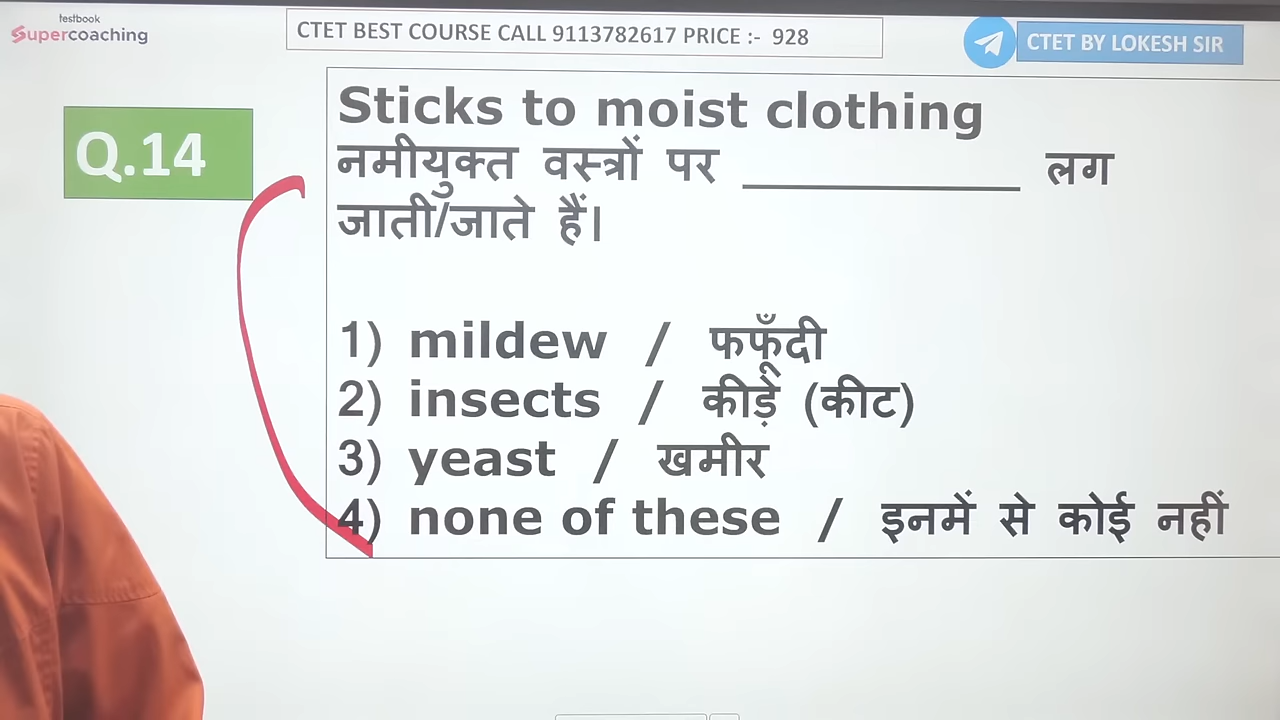 testbook
Supercoaching
CTET BEST COURSE CALL 9113782617 PRICE :- 928
CTET BY LOKESH SIR
Q.14
Sticks to moist clothing
नमीयुक्त वस्त्रों पर ____________ लग
जाती/जाते हैं।
1) mildew / फफूँदी
2) insects / कीड़े (कीट)
3) yeast / खमीर
4) none of these / इनमें से कोई नहीं